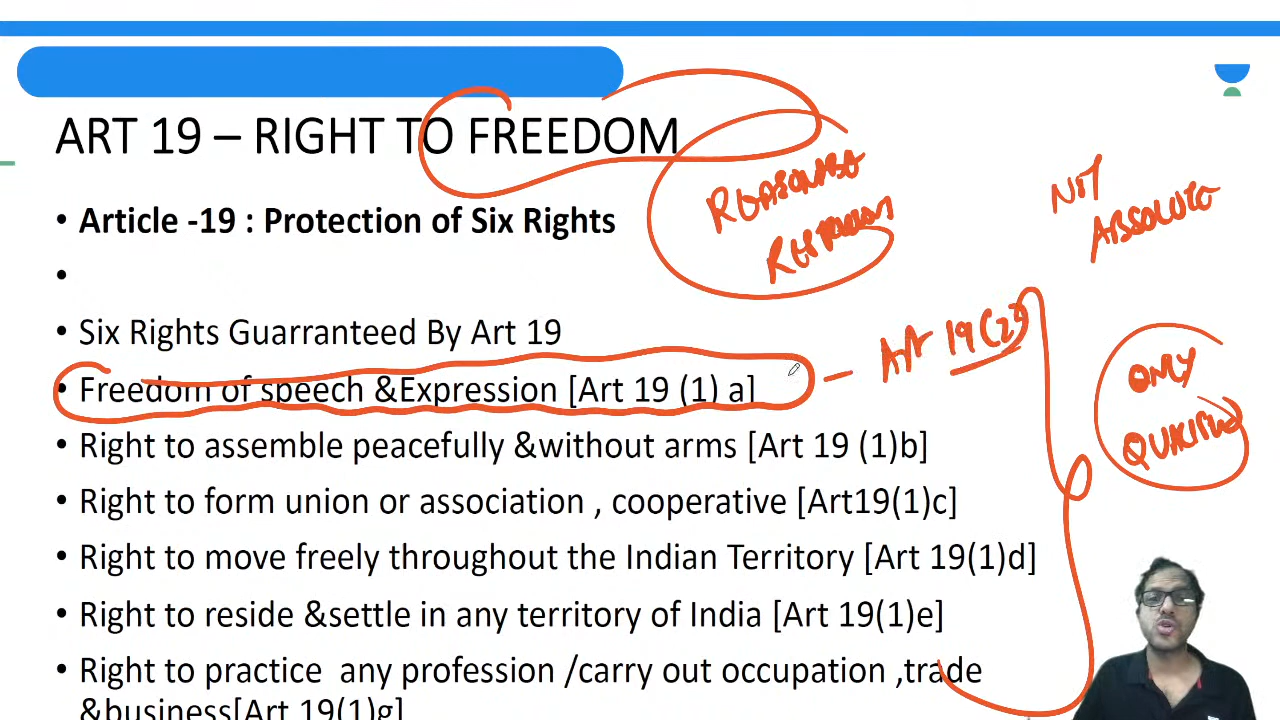 ART 19 – RIGHT TO FREEDOM
• Article -19 : Protection of Six Rights
•
• Six Rights Guarranteed By Art 19
• Freedom of speech &Expression [Art 19 (1) a]
• Right to assemble peacefully &without arms [Art 19 (1)b]
• Right to form union or association , cooperative [Art19(1)c]
• Right to move freely throughout the Indian Territory [Art 19(1)d]
• Right to reside &settle in any territory of India [Art 19(1)e]
• Right to practice any profession /carry out occupation ,trade
&business[Art 19(1)g]
NOT
ABSOLUTE
– Art 19(2)
ONLY
QUALIFIED